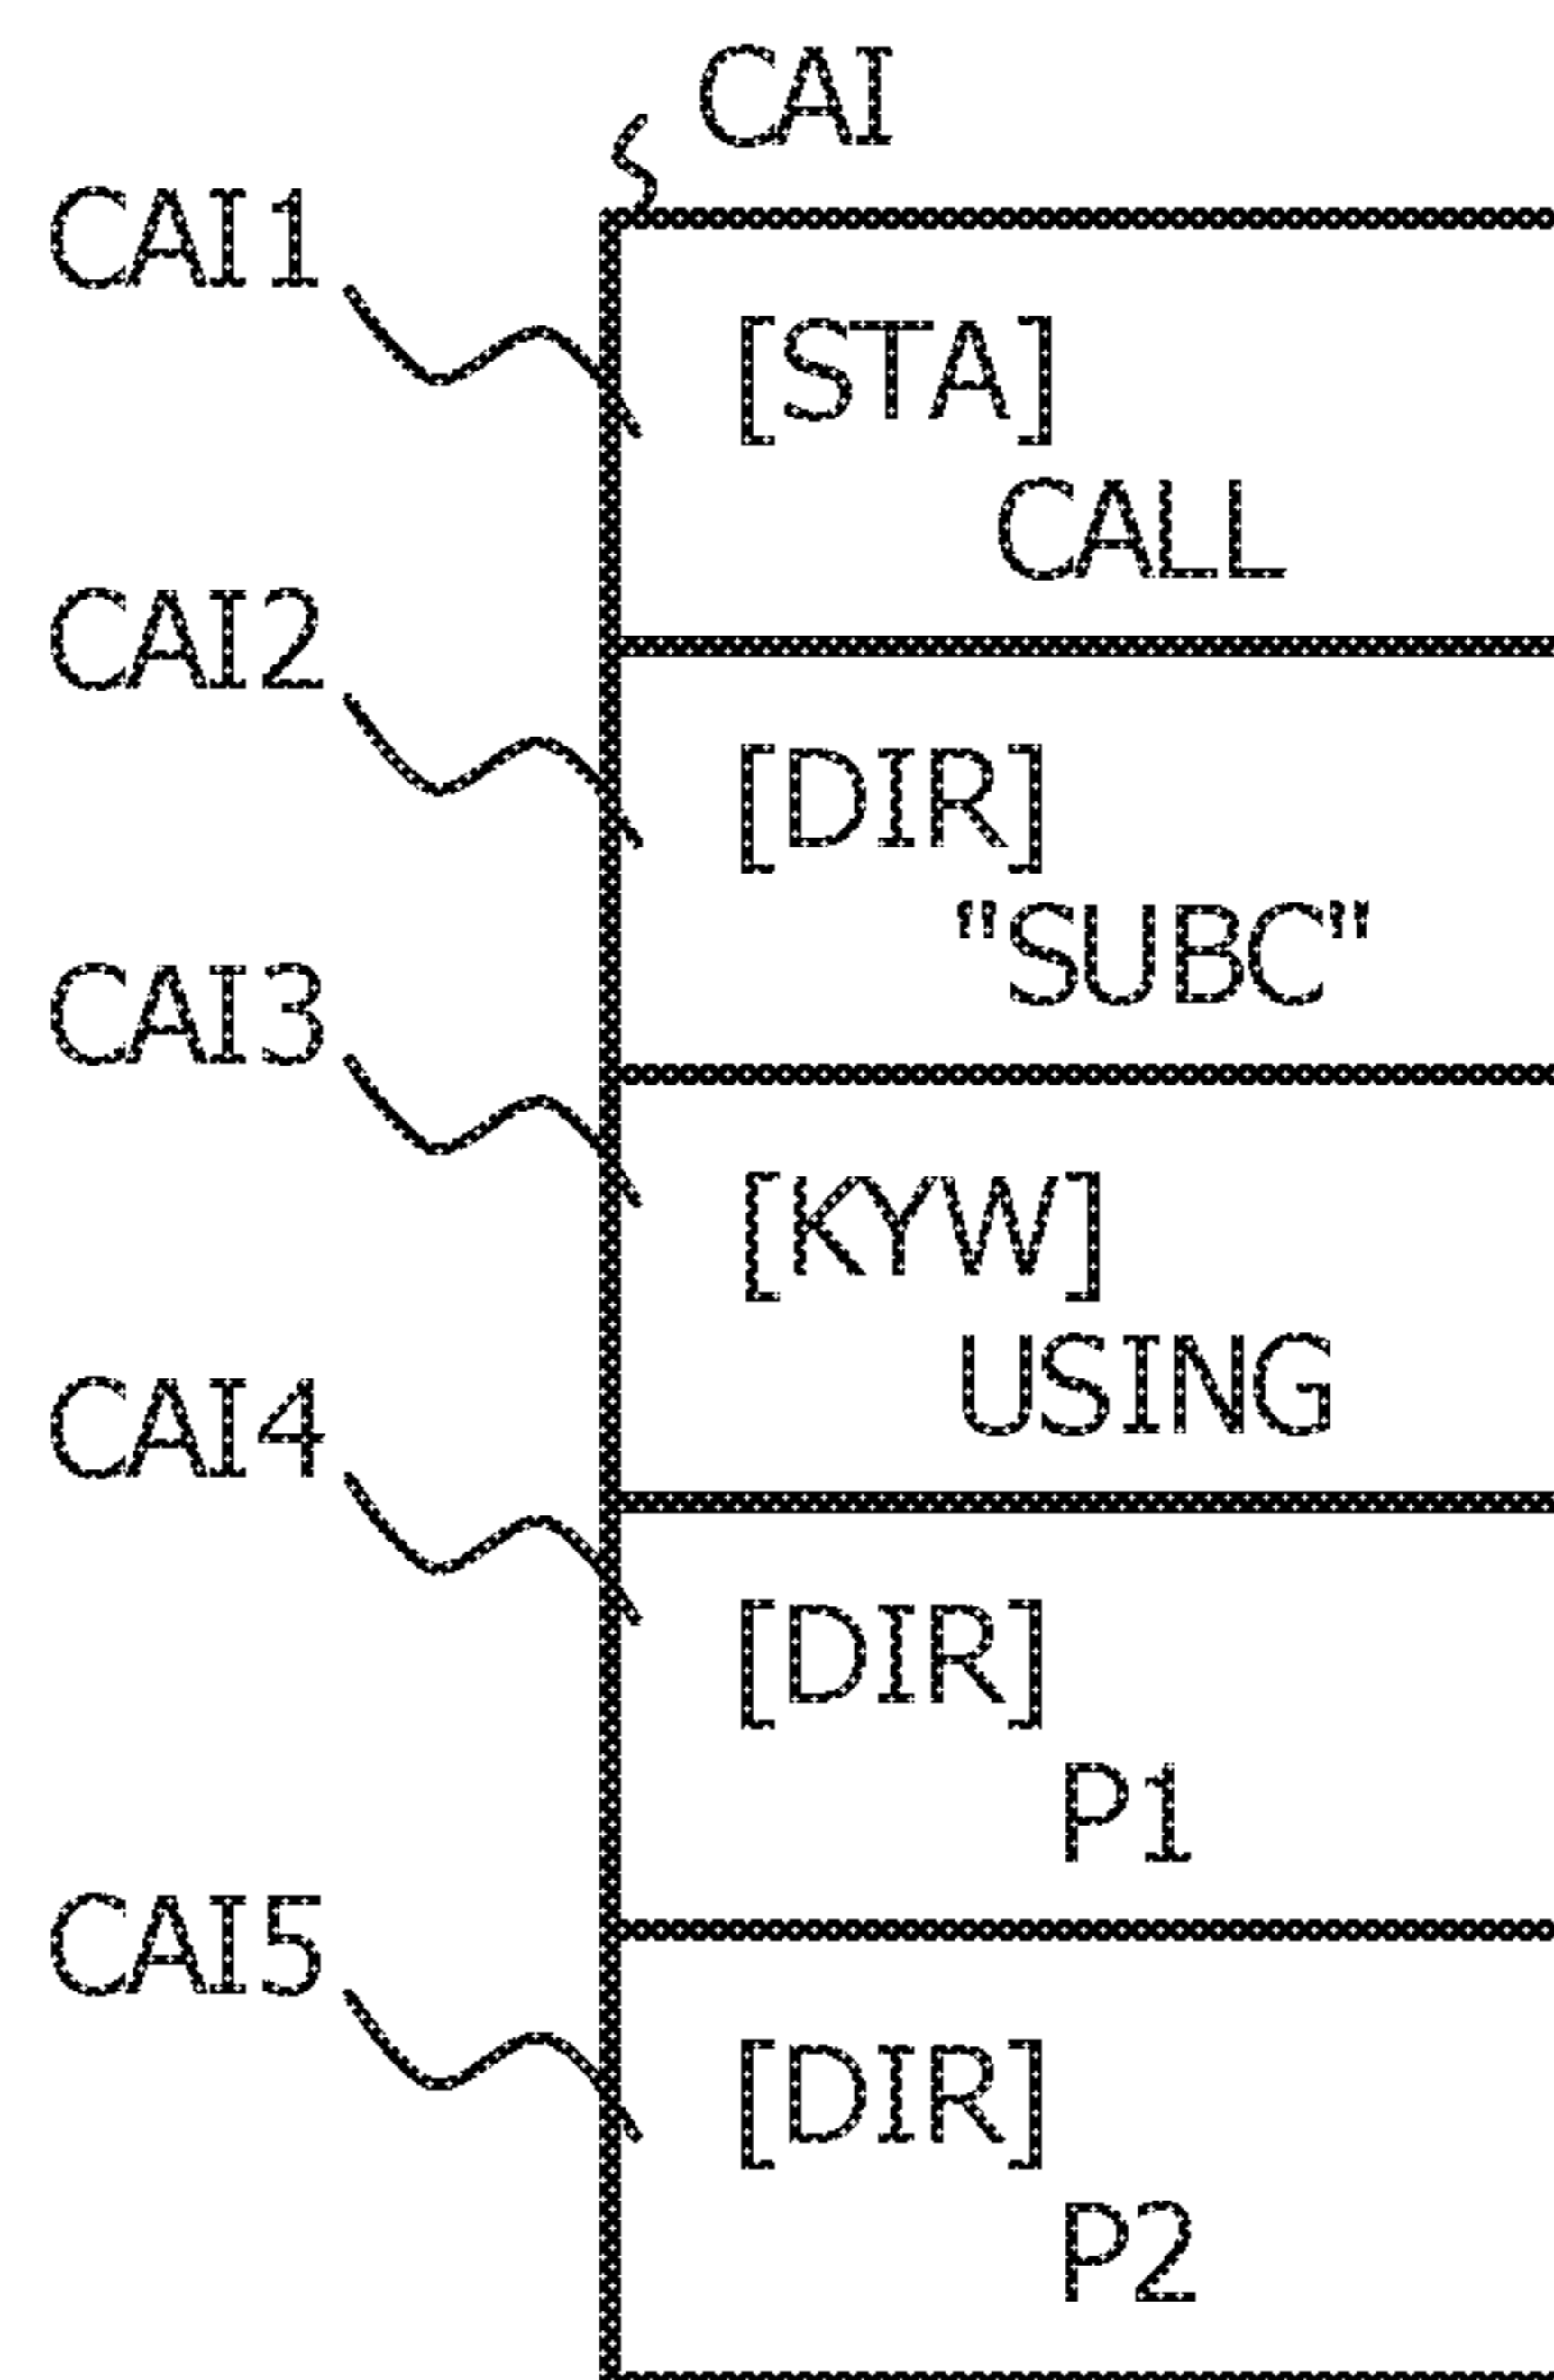 CAI
CAI1
[STA]
CALL
CAI2
[DIR]
"SUBC"
CAI3
[KYW]
USING
CAI4
[DIR]
P1
CAI5
[DIR]
P2